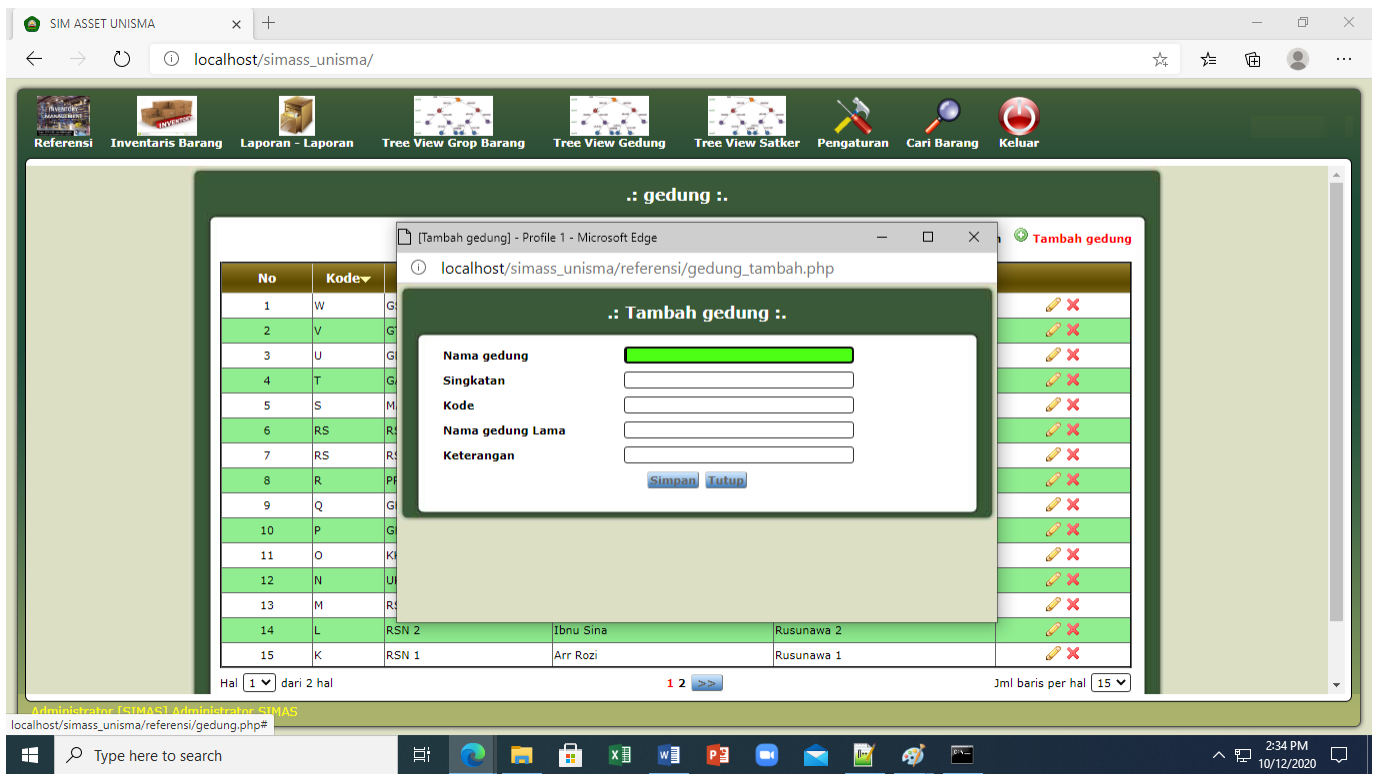 SIM ASSET UNISMA
localhost/simass_unisma/
Referensi Inventaris Barang Laporan - Laporan Tree View Grop Barang Tree View Gedung Tree View Satker Pengaturan Cari Barang Keluar
.: gedung :.
Tambah gedung
[Tambah gedung] - Profile 1 - Microsoft Edge
localhost/simass_unisma/referensi/gedung_tambah.php
.: Tambah gedung :.
Nama gedung
Singkatan
Kode
Nama gedung Lama
Keterangan
Simpan Tutup
No Kode
1 W
2 V
3 U
4 T
5 S
6 RS
7 RS
8 R
9 Q
10 P
11 O
12 N
13 M
14 L RSN 2 Ibnu Sina Rusunawa 2
15 K RSN 1 Arr Rozi Rusunawa 1
Hal 1 dari 2 hal 1 2 >> Jml baris per hal 15
Administrator [SIMAS] Administrator SIMAS
localhost/simass_unisma/referensi/gedung.php#
Type here to search
2:34 PM
10/12/2020